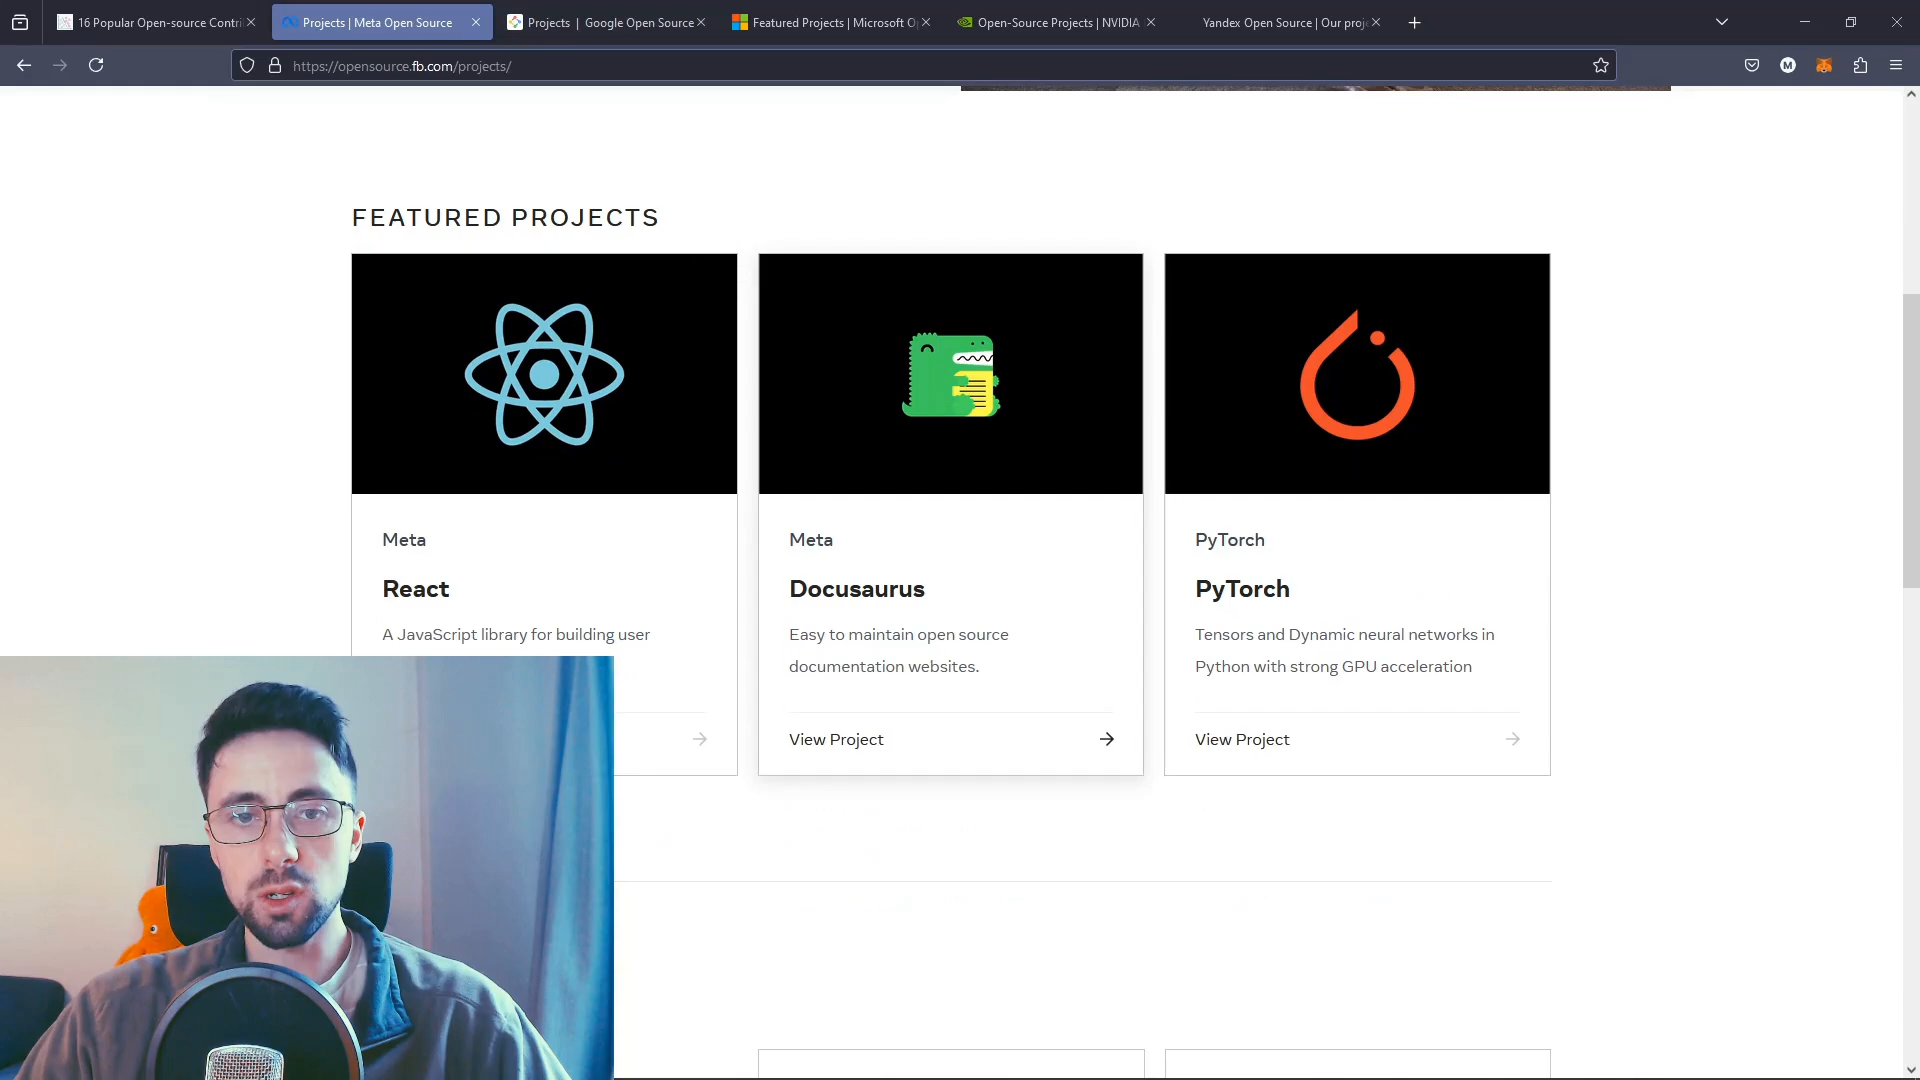 16 Popular Open-source Contri
Projects | Meta Open Source
Projects | Google Open Source
Featured Projects | Microsoft O
Open-Source Projects | NVIDIA
Yandex Open Source | Our proj
https://opensource.fb.com/projects/
M
FEATURED PROJECTS
Meta
React
A JavaScript library for building user
Meta
Docusaurus
Easy to maintain open source
documentation websites.
View Project
PyTorch
PyTorch
Tensors and Dynamic neural networks in
Python with strong GPU acceleration
View Project